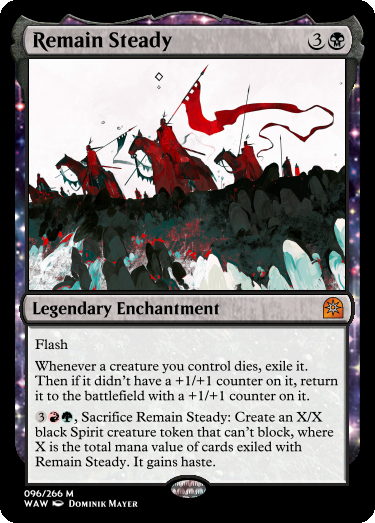 Remain Steady 3
Legendary Enchantment
Flash
Whenever a creature you control dies, exile it.
Then if it didn't have a +1/+1 counter on it, return
it to the battlefield with a +1/+1 counter on it.
3, Sacrifice Remain Steady: Create an X/X
black Spirit creature token that can't block, where
X is the total mana value of cards exiled with
Remain Steady. It gains haste.
096/266 M
WAW Dominik Mayer